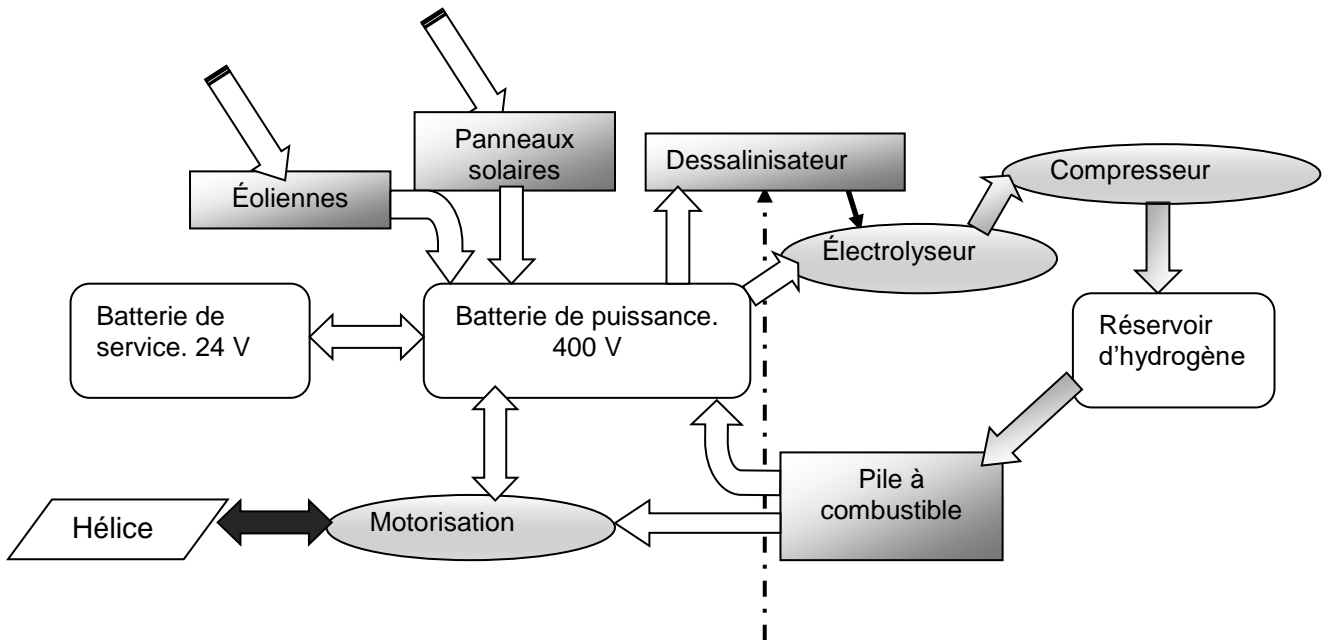 Panneaux
solaires
Éoliennes
Dessalinisateur
Compresseur
Électrolyseur
Batterie de
service. 24 V
Batterie de puissance.
400 V
Réservoir
d’hydrogène
Pile à
combustible
Motorisation
Hélice